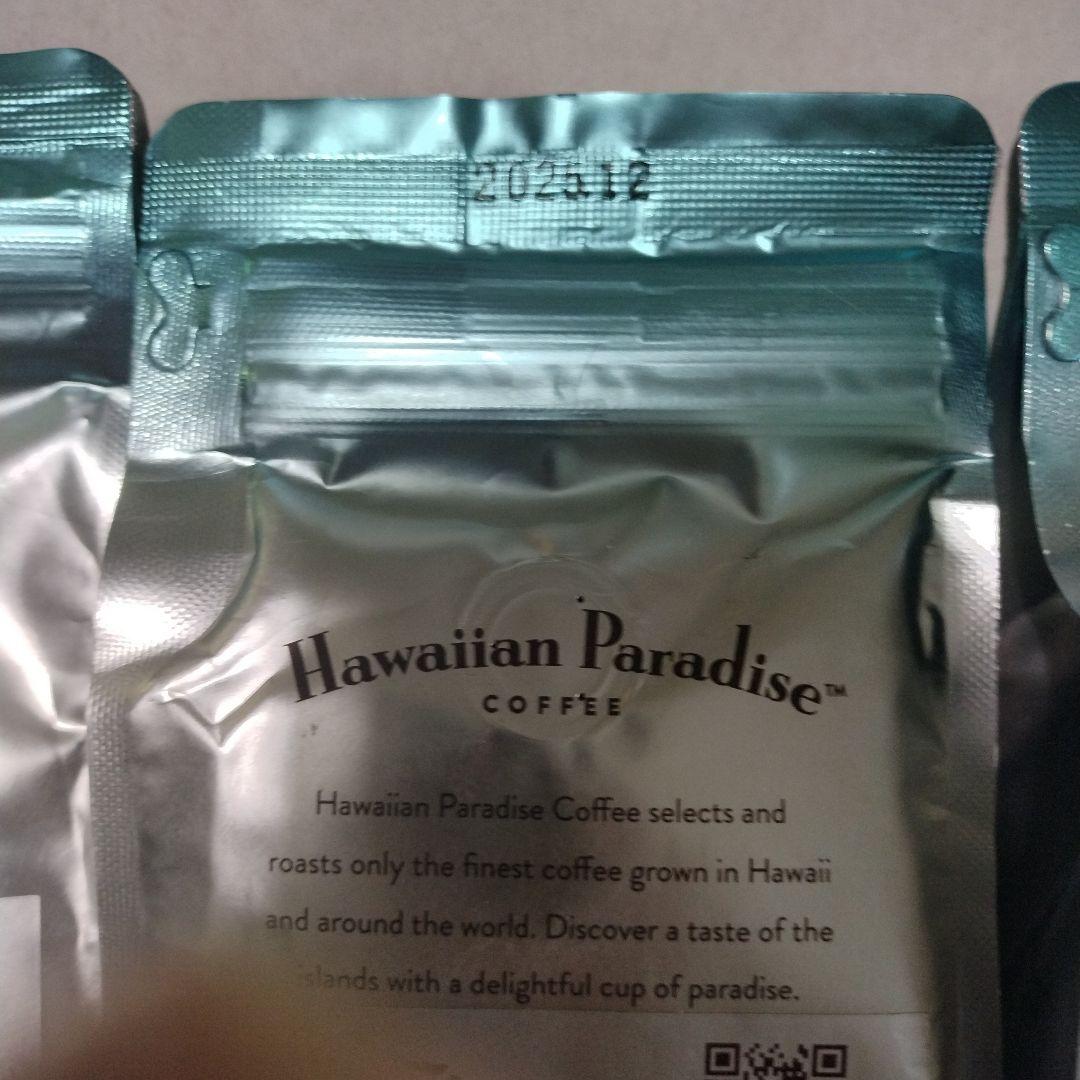 202512
Hawaiian Paradise™
COFFEE
Hawaiian Paradise Coffee selects and
roasts only the finest coffee grown in Hawaii
and around the world. Discover a taste of the
islands with a delightful cup of paradise.